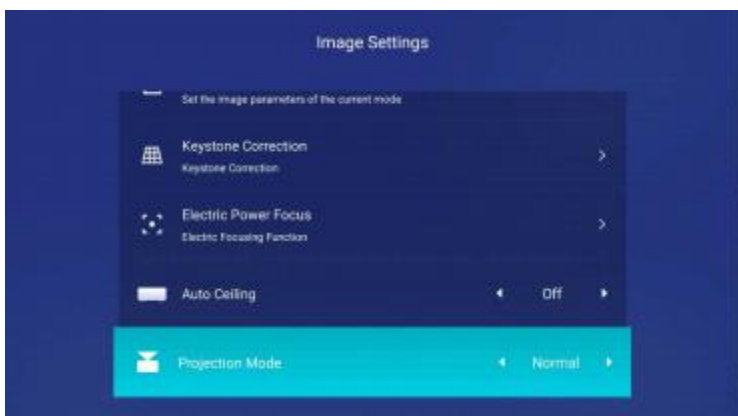 Image Settings
Set the image parameters of the current mode
Keystone Correction
Keystone Correction
Electric Power Focus
Electric Focusing Function
Auto Ceiling Off
Projection Mode Normal